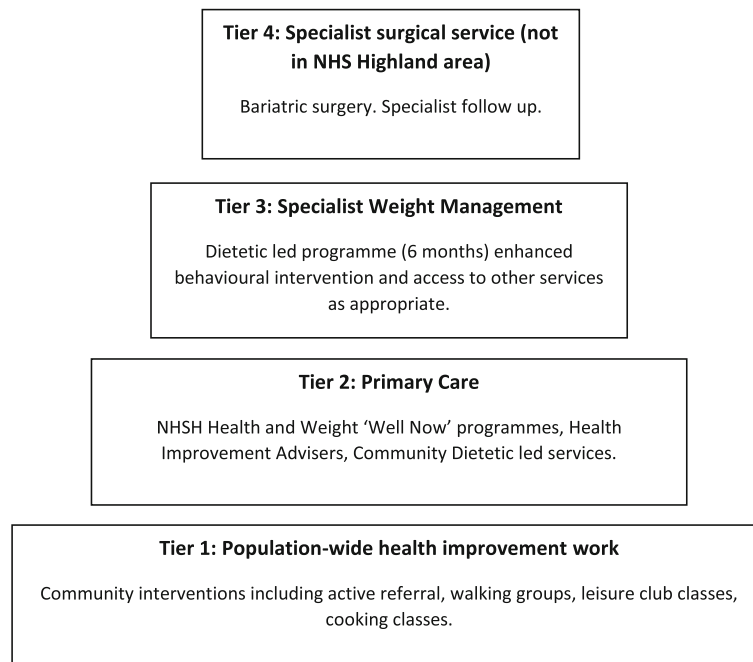 Tier 4: Specialist surgical service (not
in NHS Highland area)
Bariatric surgery. Specialist follow up.
Tier 3: Specialist Weight Management
Dietetic led programme (6 months) enhanced
behavioural intervention and access to other services
as appropriate.
Tier 2: Primary Care
NHSH Health and Weight ‘Well Now’ programmes, Health
Improvement Advisers, Community Dietetic led services.
Tier 1: Population-wide health improvement work
Community interventions including active referral, walking groups, leisure club classes,
cooking classes.